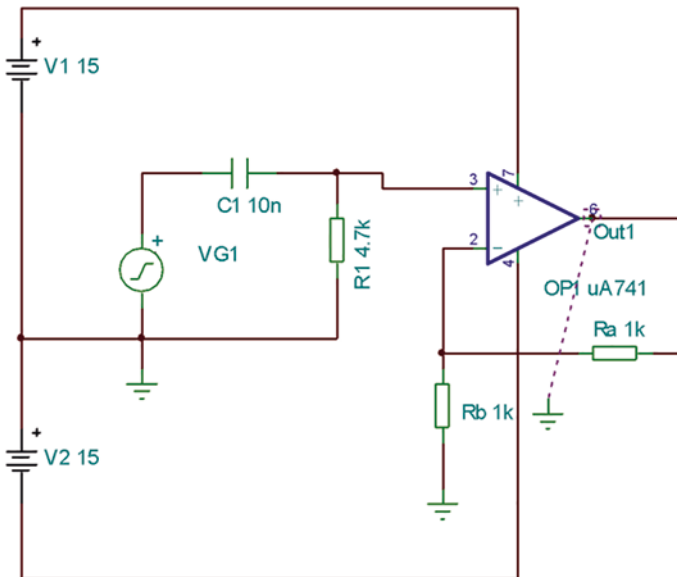 +
V1 15
C1 10n
R1 4.7k
+
VG1
3
+
7
+
2
−
4
6
Out1
OP1 uA741
Ra 1k
Rb 1k
+
V2 15